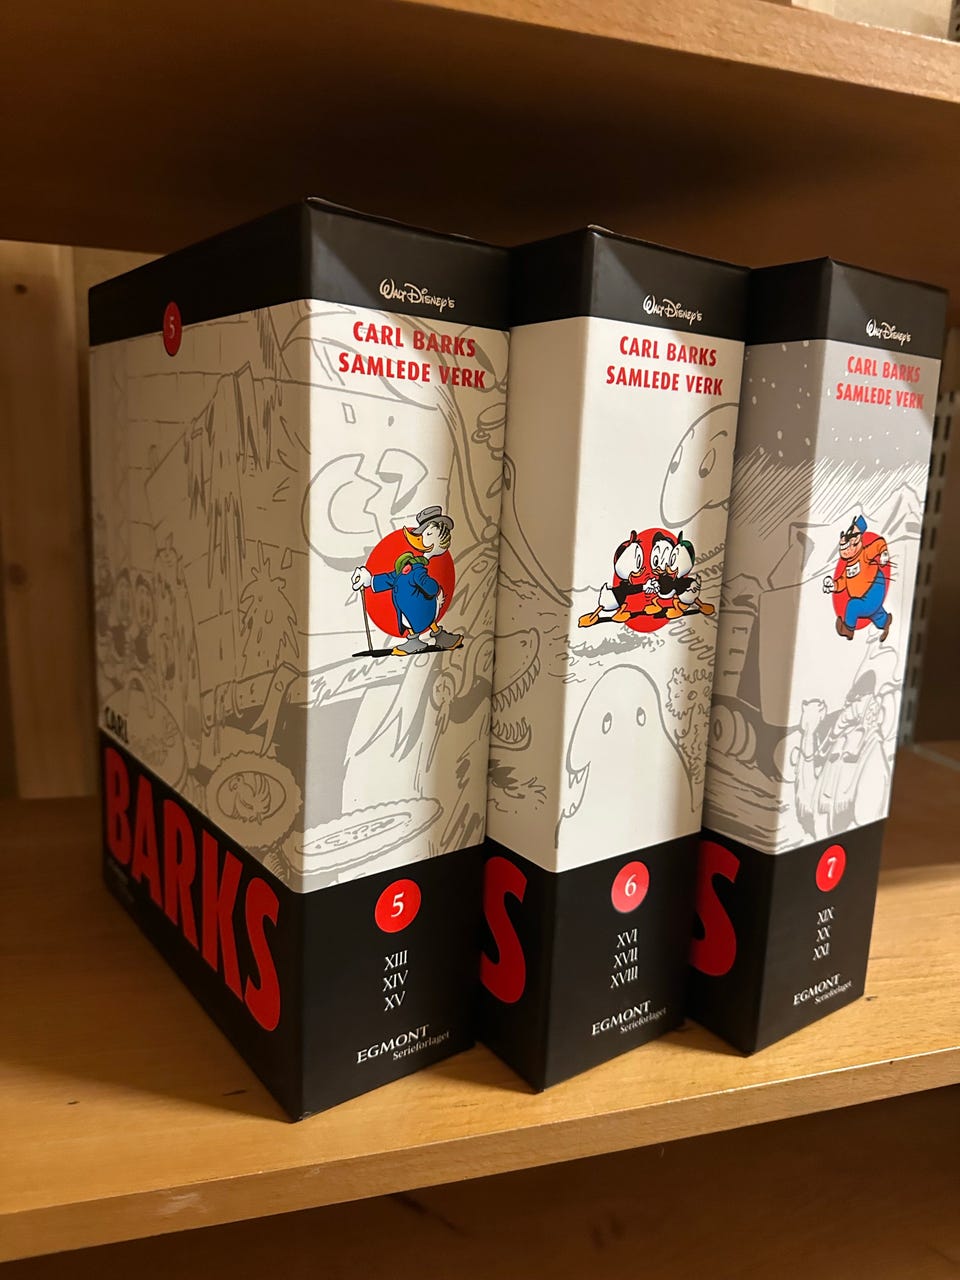 5
CARL
BARKS
WALT DISNEY'S
CARL BARKS
SAMLEDE VERK
5
XIII
XIV
XV
EGMONT
Serieforlaget
S
WALT DISNEY'S
CARL BARKS
SAMLEDE VERK
6
XVI
XVII
XVIII
EGMONT
Serieforlaget
S
WALT DISNEY'S
CARL BARKS
SAMLEDE VERK
7
XIX
XX
XXI
EGMONT
Serieforlaget